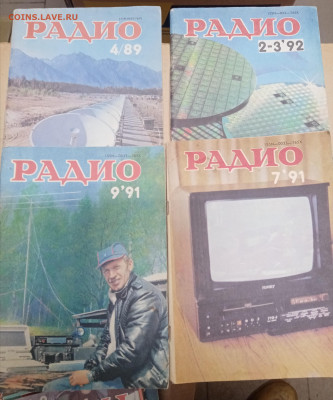 COINS.LAVE.RU
РАДИО
4/89
РАДИО
2-3'92
РАДИО
9'91
РАДИО
7'91